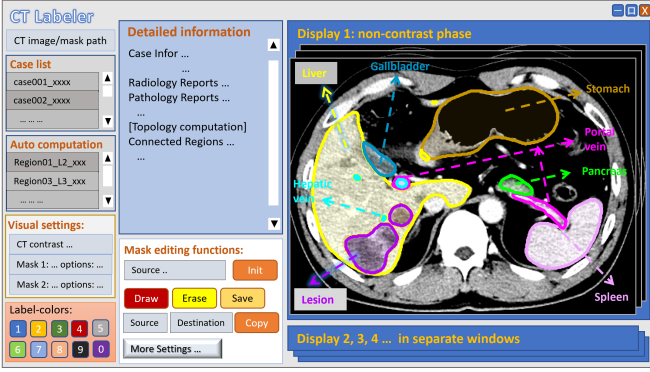 CT Labeler
CT image/mask path
Case list
case001_xxxx
case002_xxxx
... ... ...
Auto computation
Region01_L2_xxx
Region03_L3_xxx
... ... ...
Visual settings:
CT contrast ...
Mask 1: ... options: ...
Mask 2: ... options: ...
Label-colors:
1 2 3 4 5
6 7 8 9 0
Detailed information
Case Infor ...
...
Radiology Reports ...
Pathology Reports ...
...
[Topology computation]
Connected Regions ...
...
Mask editing functions:
Source .. Init
Draw Erase Save
Source Destination Copy
More Settings ...
Display 1: non-contrast phase
Gallbladder
Liver
Stomach
Portal
vein
Pancreas
Hepatic
vein
Lesion
Spleen
Display 2, 3, 4 ... in separate windows